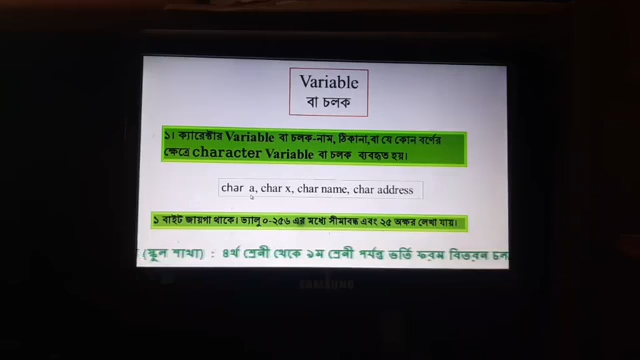 Variable
বা চলক
১। ক্যারেক্টার Variable বা চলক-নাম, ঠিকানা,বা যে কোন বর্ণের
ক্ষেত্রে character Variable বা চলক ব্যবহৃত হয়।
char a, char x, char name, char address
১ বাইট জায়গা থাকে। ভ্যালু ০-২৫৬ এর মধ্যে সীমাবদ্ধ এবং ২৫ অক্ষর লেখা যায়।
(স্কুল শাখা) : ৪র্থ শ্রেনী থেকে ৯ম শ্রেনী পর্যন্ত ভর্তি ফরম বিতরন চল
SAMSUNG